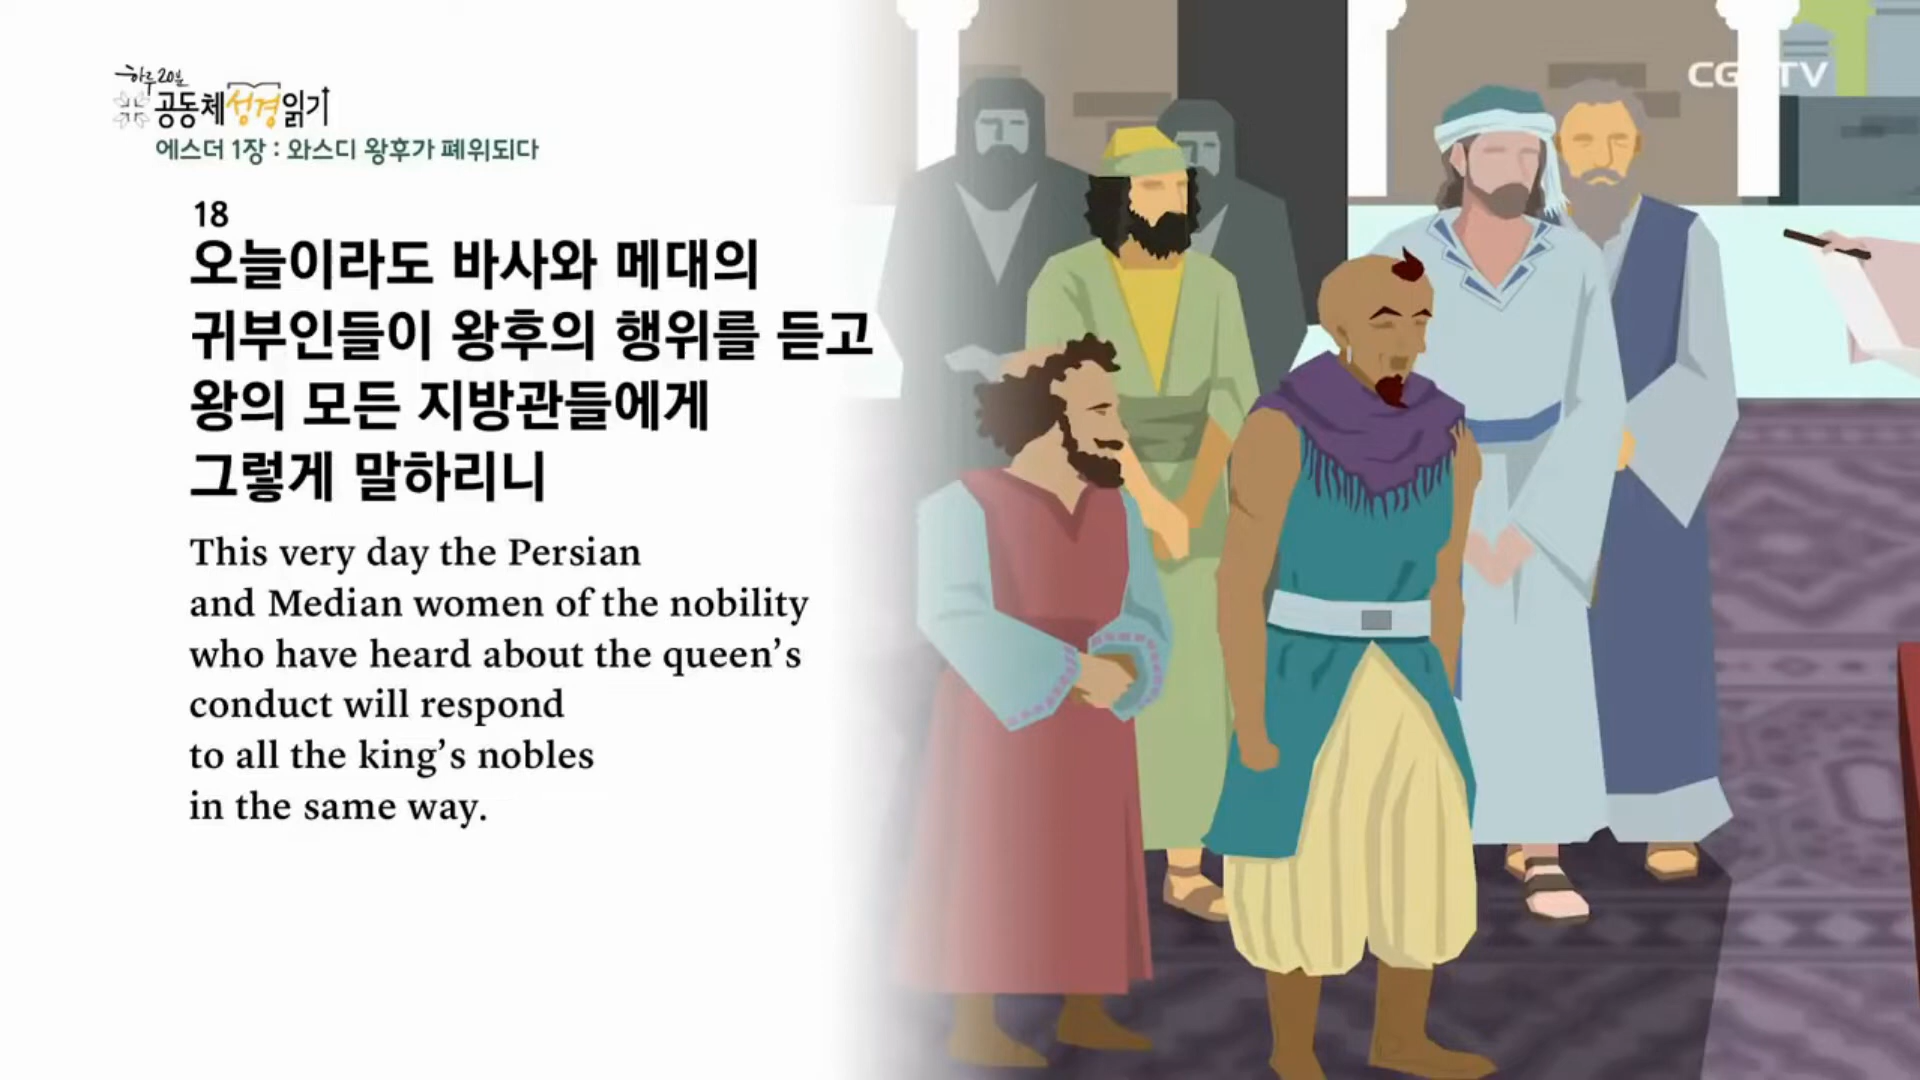 하루 20분
공동체성경읽기
에스더 1장 : 와스디 왕후가 폐위되다
CG TV
18
오늘이라도 바사와 메대의
귀부인들이 왕후의 행위를 듣고
왕의 모든 지방관들에게
그렇게 말하리니
This very day the Persian
and Median women of the nobility
who have heard about the queen’s
conduct will respond
to all the king’s nobles
in the same way.